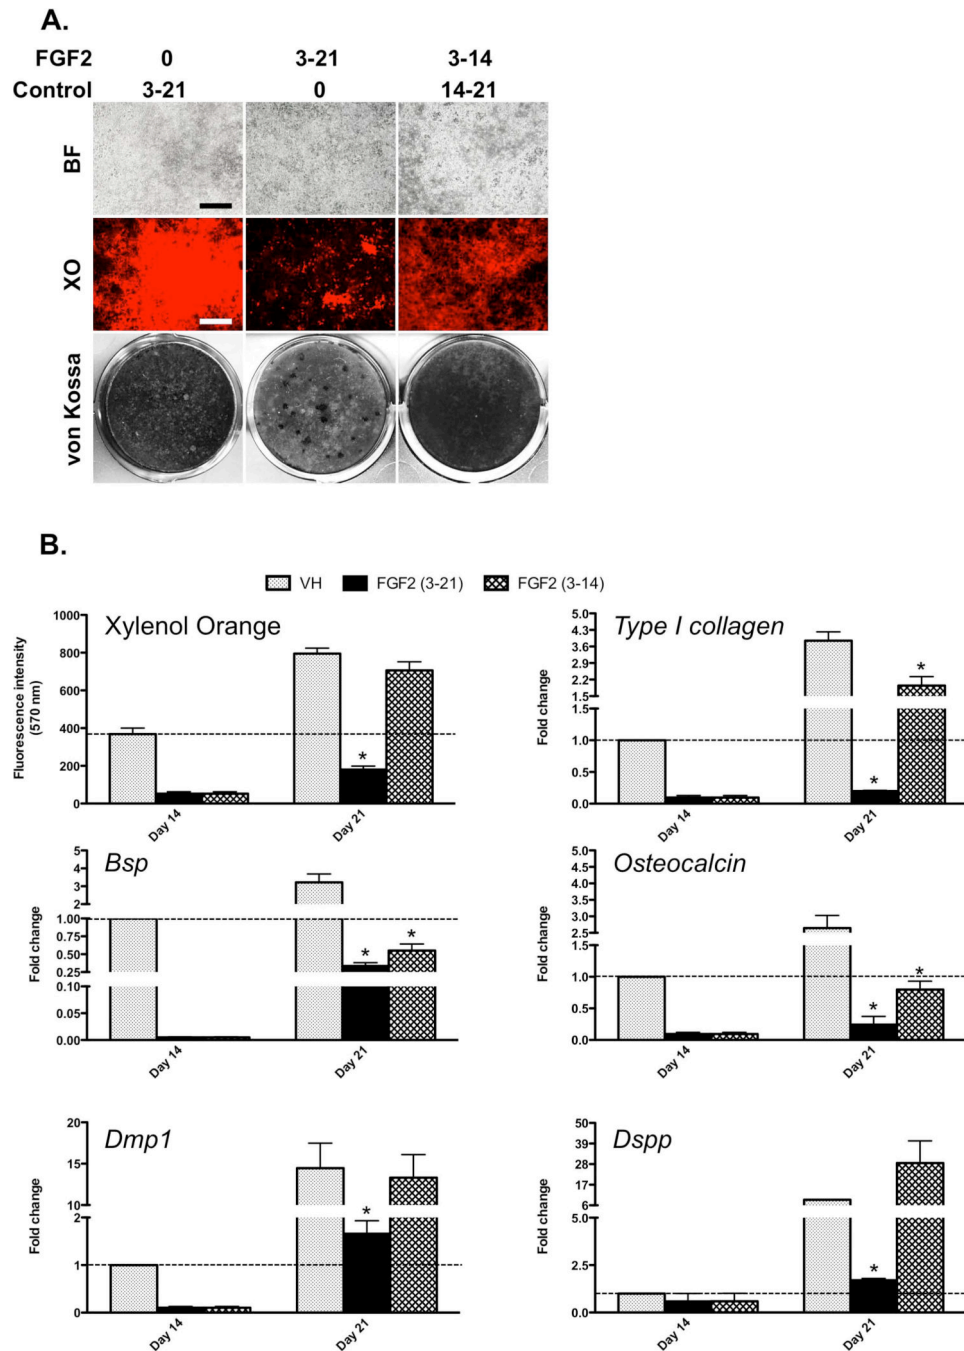 A.
FGF2 0 3-21 3-14
Control 3-21 0 14-21
BF
XO
von Kossa
B.
VH FGF2 (3-21) FGF2 (3-14)
Xylenol Orange
Fluorescence intensity
(570 nm)
1000
800
600
400
200
0
*
Day 14 Day 21
Type I collagen
Fold change
5.0
4.3
3.6
2.9
2.2
1.5
1.5
1.0
0.5
0.0
*
*
Day 14 Day 21
Bsp
Fold change
5
4
3
2
1.00
0.75
0.50
0.25
0.10
0.05
0.00
* *
Day 14 Day 21
Osteocalcin
Fold change
5.0
4.5
4.0
3.5
3.0
2.5
1.5
1.0
0.5
0.0
*
*
Day 14 Day 21
Dmp1
Fold change
20
15
10
2
1
0
*
Day 14 Day 21
Dspp
Fold change
50
39
28
17
6
5.0
2.5
0.0
*
Day 14 Day 21